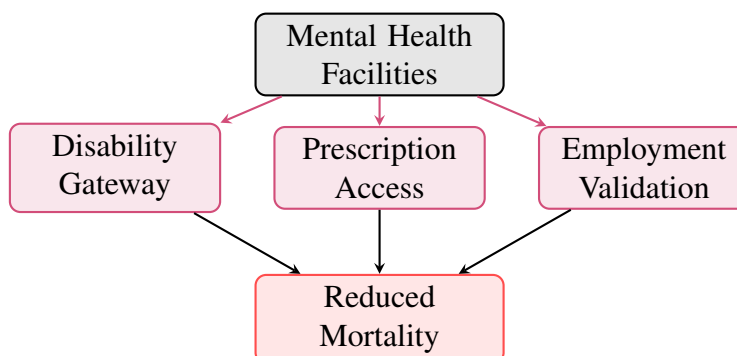 Mental Health
Facilities
Disability
Gateway
Prescription
Access
Employment
Validation
Reduced
Mortality